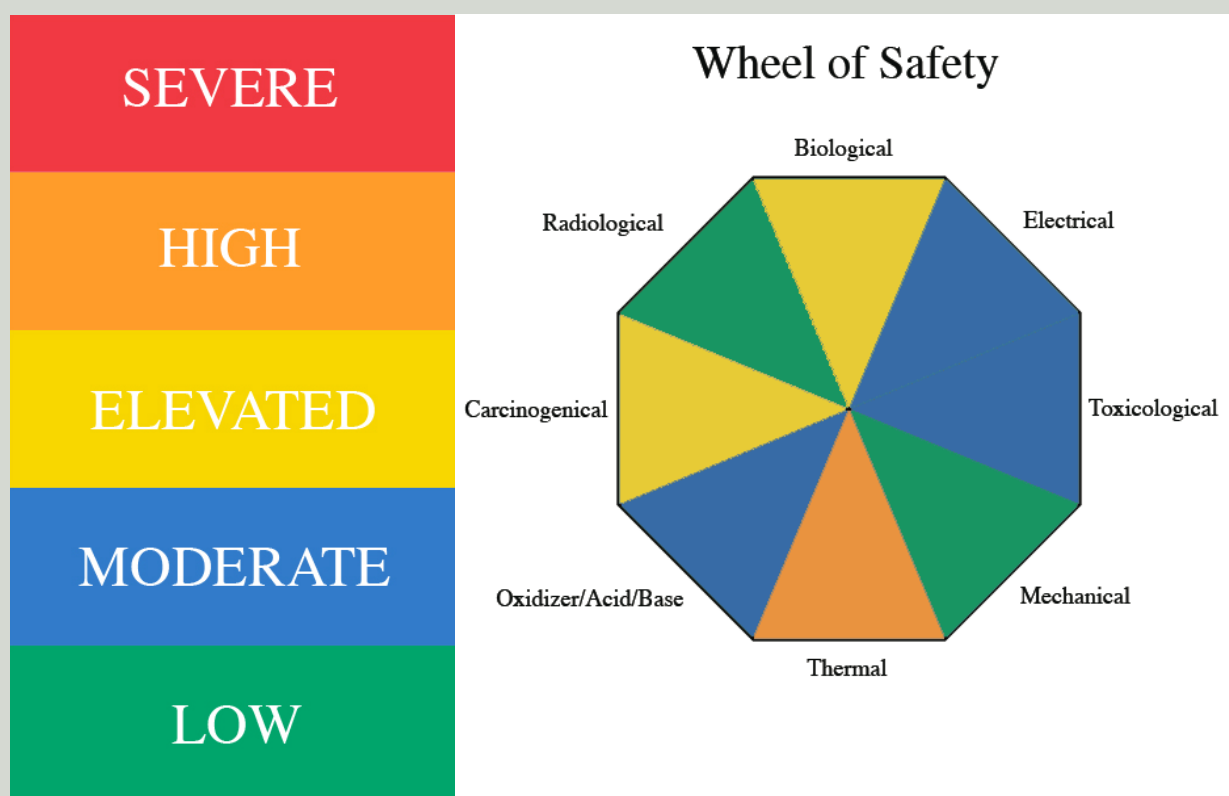 SEVERE
HIGH
ELEVATED
MODERATE
LOW
Wheel of Safety
Biological
Radiological
Electrical
Carcinogenical
Toxicological
Oxidizer/Acid/Base
Mechanical
Thermal